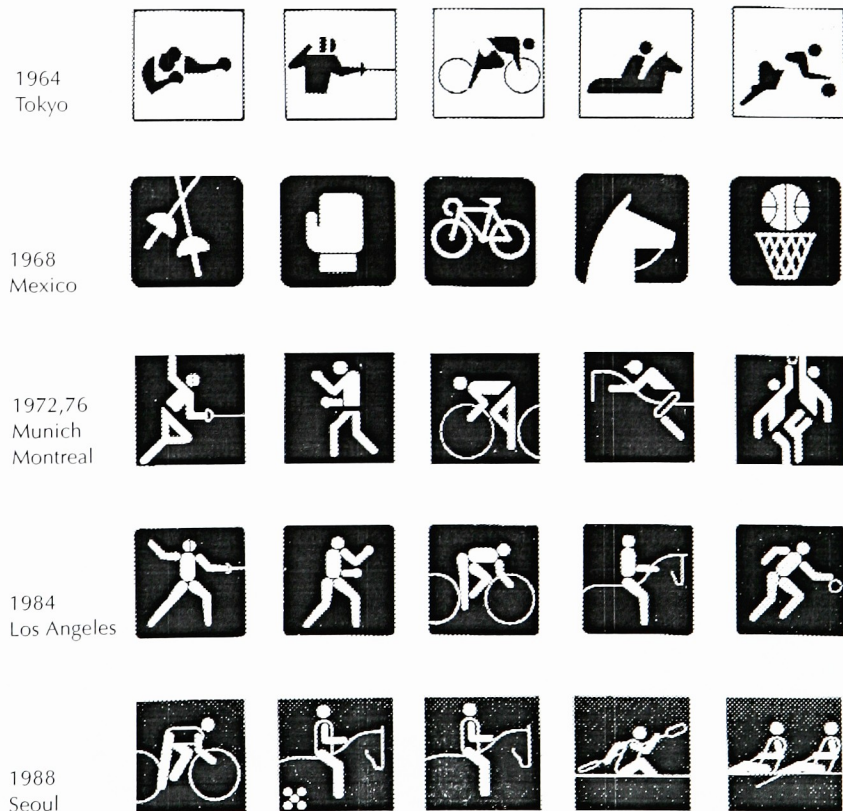 1964
Tokyo
1968
Mexico
1972,76
Munich
Montreal
1984
Los Angeles
1988
Seoul